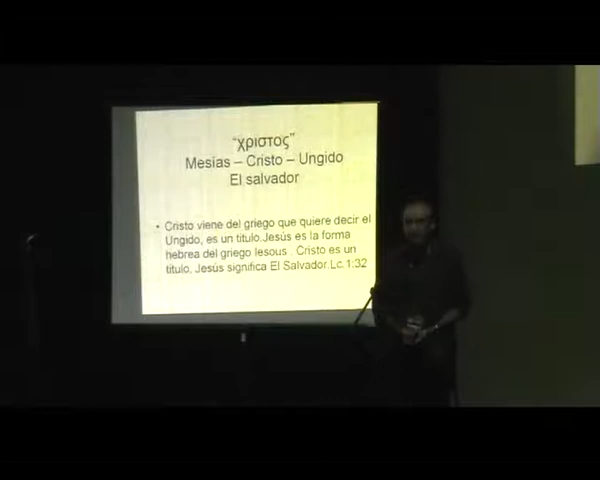 "χριστος"
Mesías – Cristo – Ungido
El salvador
• Cristo viene del griego que quiere decir el
Ungido, es un titulo.Jesús es la forma
hebrea del griego Iesous . Cristo es un
titulo, Jesús significa El Salvador.Lc.1:32